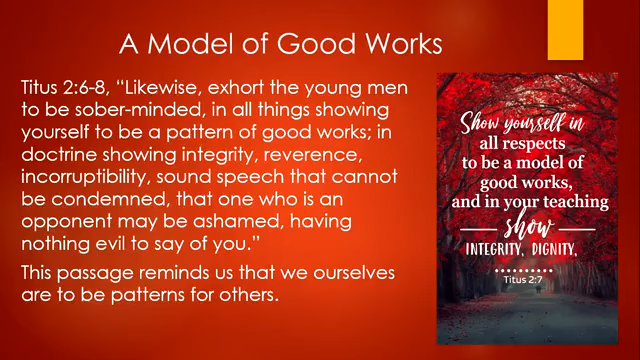 A Model of Good Works
Titus 2:6-8, “Likewise, exhort the young men
to be sober-minded, in all things showing
yourself to be a pattern of good works; in
doctrine showing integrity, reverence,
incorruptibility, sound speech that cannot
be condemned, that one who is an
opponent may be ashamed, having
nothing evil to say of you.”
This passage reminds us that we ourselves
are to be patterns for others.
Show yourself in
all respects
to be a model of
good works,
and in your teaching
show
INTEGRITY, DIGNITY,
Titus 2:7